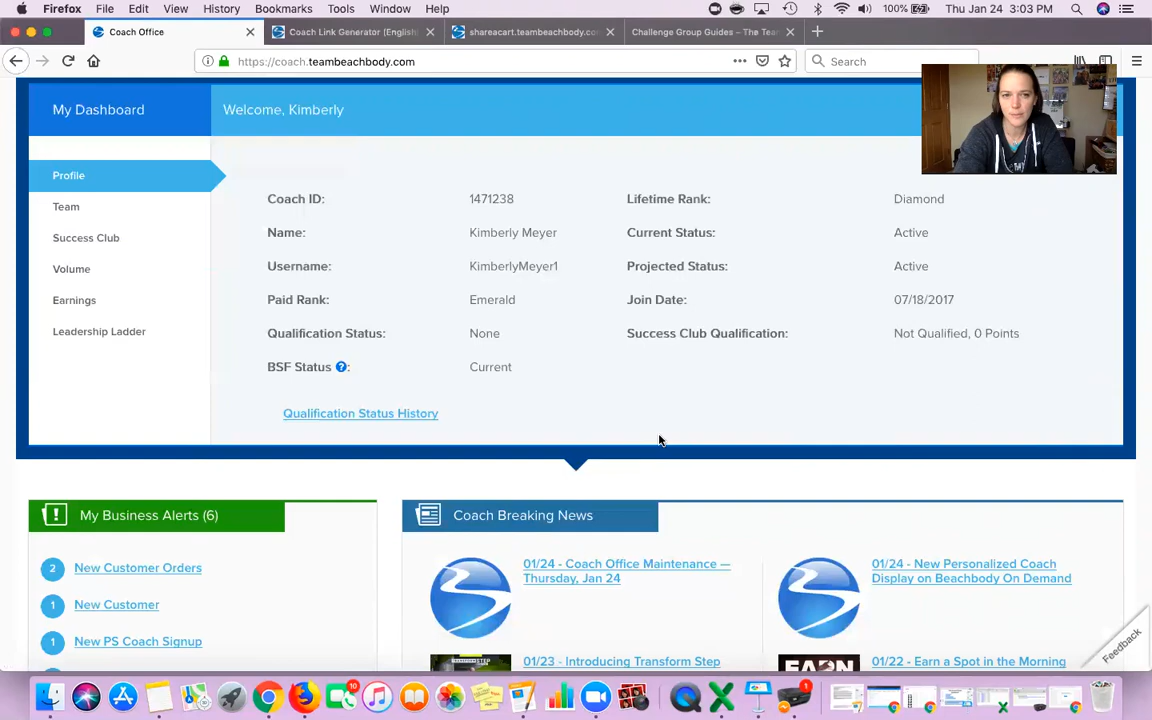 Firefox File Edit View History Bookmarks Tools Window Help 100% Thu Jan 24 3:03 PM
Coach Office Coach Link Generator (English shareacart.teambeachbody.com Challenge Group Guides – The Tea
https://coach.teambeachbody.com Search
My Dashboard Welcome, Kimberly
Profile
Coach ID: 1471238 Lifetime Rank: Diamond
Team
Name: Kimberly Meyer Current Status: Active
Success Club
Username: KimberlyMeyer1 Projected Status: Active
Volume
Paid Rank: Emerald Join Date: 07/18/2017
Earnings
Qualification Status: None Success Club Qualification: Not Qualified, 0 Points
Leadership Ladder
BSF Status ? : Current
Qualification Status History
My Business Alerts (6) Coach Breaking News
2 New Customer Orders
01/24 - Coach Office Maintenance —
Thursday, Jan 24
01/24 - New Personalized Coach
Display on Beachbody On Demand
1 New Customer
1 New PS Coach Signup
01/23 - Introducing Transform Step
01/22 - Earn a Spot in the Morning
EARN
Feedback
10